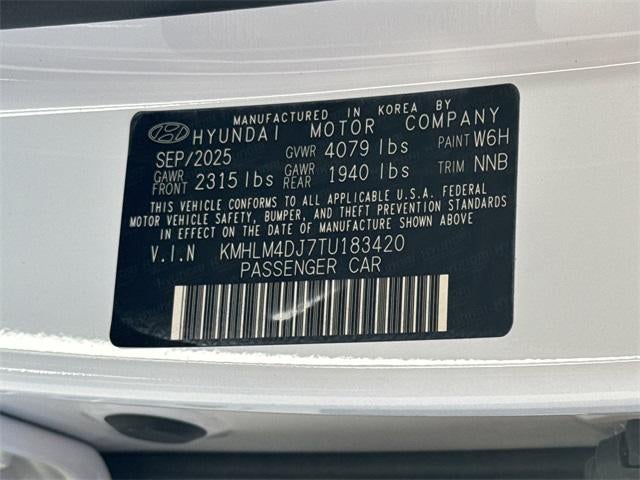 MANUFACTURED IN KOREA BY
HYUNDAI MOTOR COMPANY
SEP/2025 GVWR 4079 lbs PAINT W6H
GAWR FRONT 2315 lbs GAWR REAR 1940 lbs TRIM NNB
THIS VEHICLE CONFORMS TO ALL APPLICABLE U.S.A. FEDERAL
MOTOR VEHICLE SAFETY, BUMPER, AND THEFT PREVENTION STANDARDS
IN EFFECT ON THE DATE OF MANUFACTURE SHOWN ABOVE
V.I.N KMHLM4DJ7TU183420
PASSENGER CAR